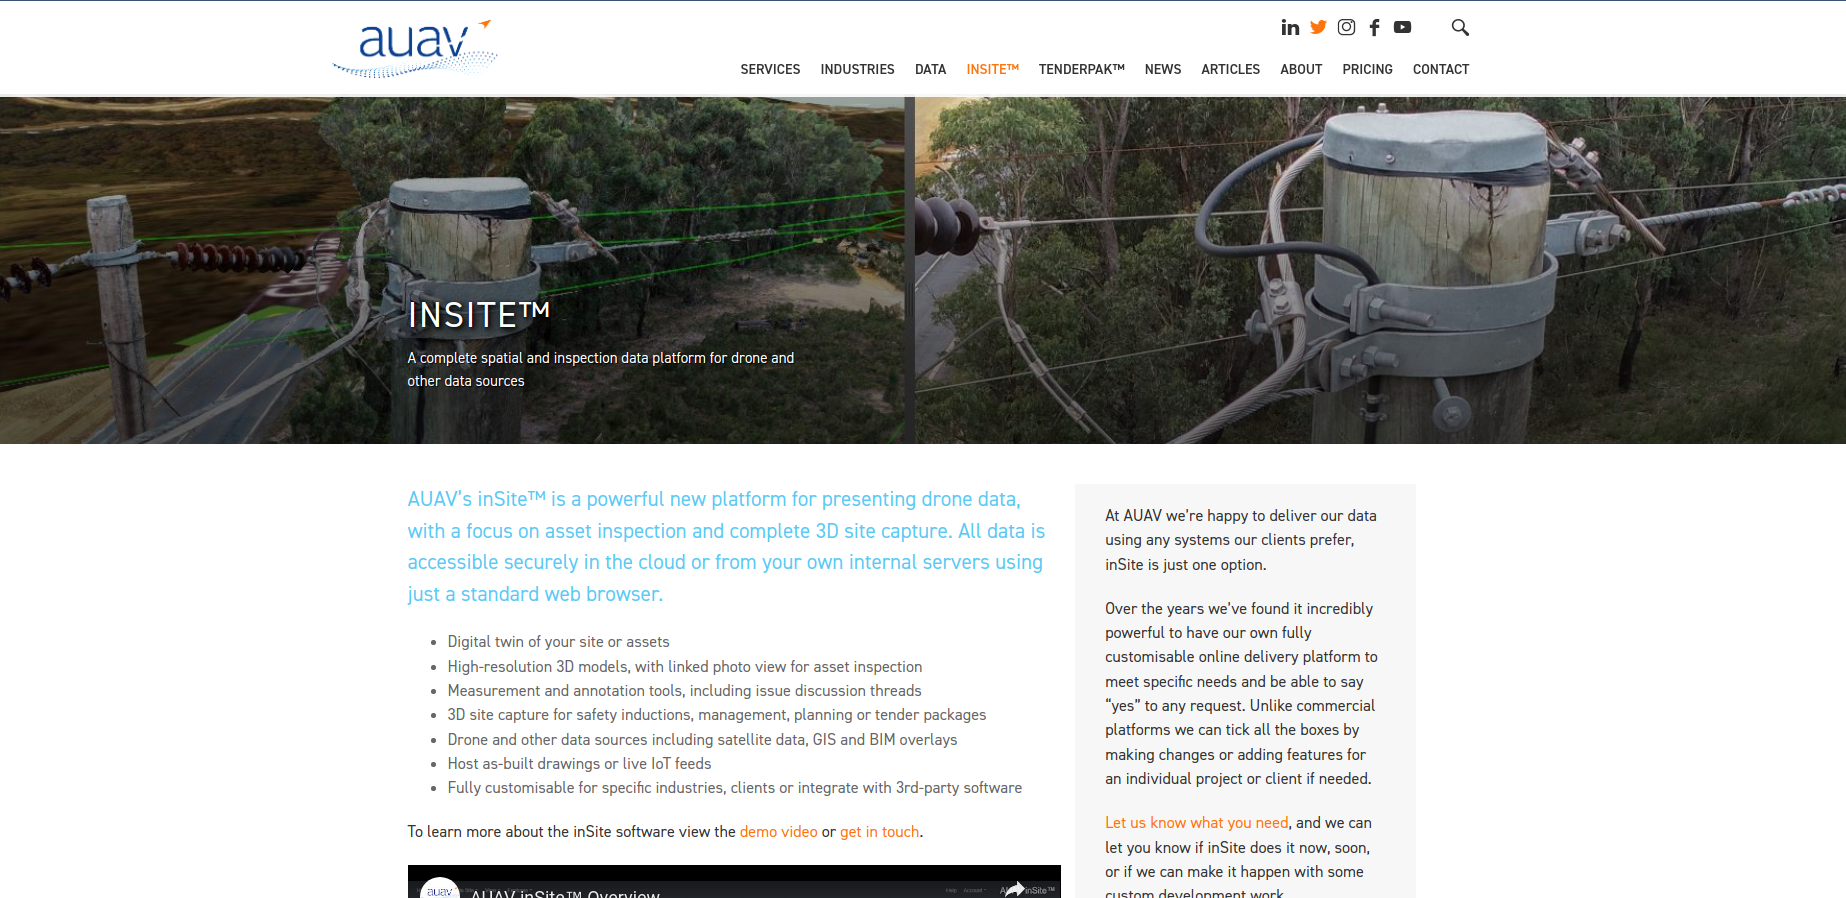 auav
SERVICES INDUSTRIES DATA INSITE™ TENDERPAK™ NEWS ARTICLES ABOUT PRICING CONTACT
INSITE™
A complete spatial and inspection data platform for drone and
other data sources
AUAV’s inSite™ is a powerful new platform for presenting drone data,
with a focus on asset inspection and complete 3D site capture. All data is
accessible securely in the cloud or from your own internal servers using
just a standard web browser.
• Digital twin of your site or assets
• High-resolution 3D models, with linked photo view for asset inspection
• Measurement and annotation tools, including issue discussion threads
• 3D site capture for safety inductions, management, planning or tender packages
• Drone and other data sources including satellite data, GIS and BIM overlays
• Host as-built drawings or live IoT feeds
• Fully customisable for specific industries, clients or integrate with 3rd-party software
To learn more about the inSite software view the demo video or get in touch.
auav
AUAV inSite™ Overview
Help Account
inSite™
At AUAV we’re happy to deliver our data
using any systems our clients prefer,
inSite is just one option.
Over the years we’ve found it incredibly
powerful to have our own fully
customisable online delivery platform to
meet specific needs and be able to say
“yes” to any request. Unlike commercial
platforms we can tick all the boxes by
making changes or adding features for
an individual project or client if needed.
Let us know what you need, and we can
let you know if inSite does it now, soon,
or if we can make it happen with some
custom development work